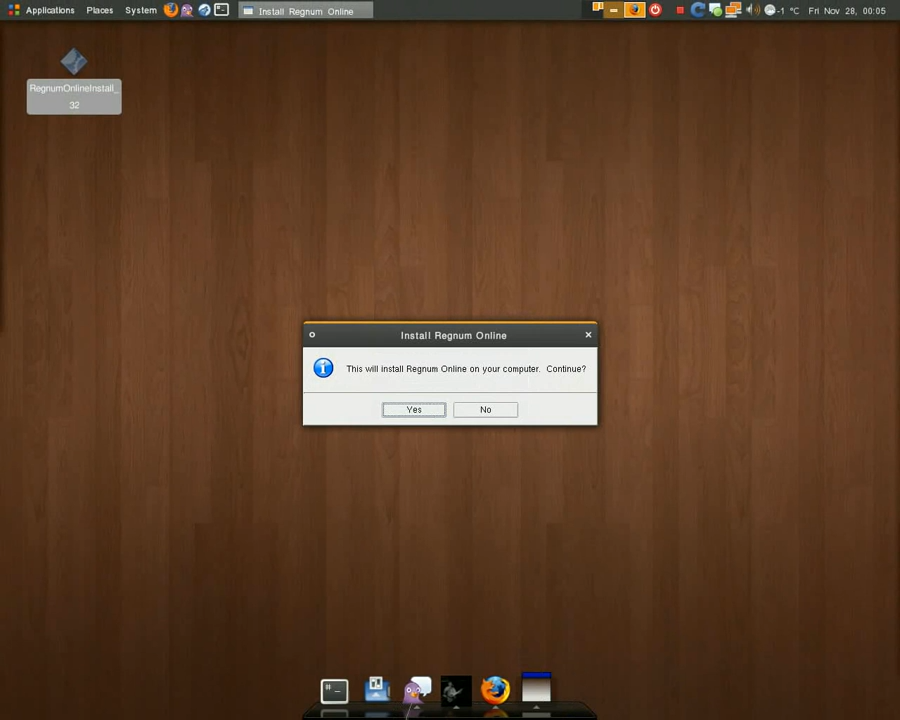 Applications Places System Install Regnum Online -1 °C Fri Nov 28, 00:05
RegnumOnlineInstall_
32
Install Regnum Online
This will install Regnum Online on your computer. Continue?
Yes No